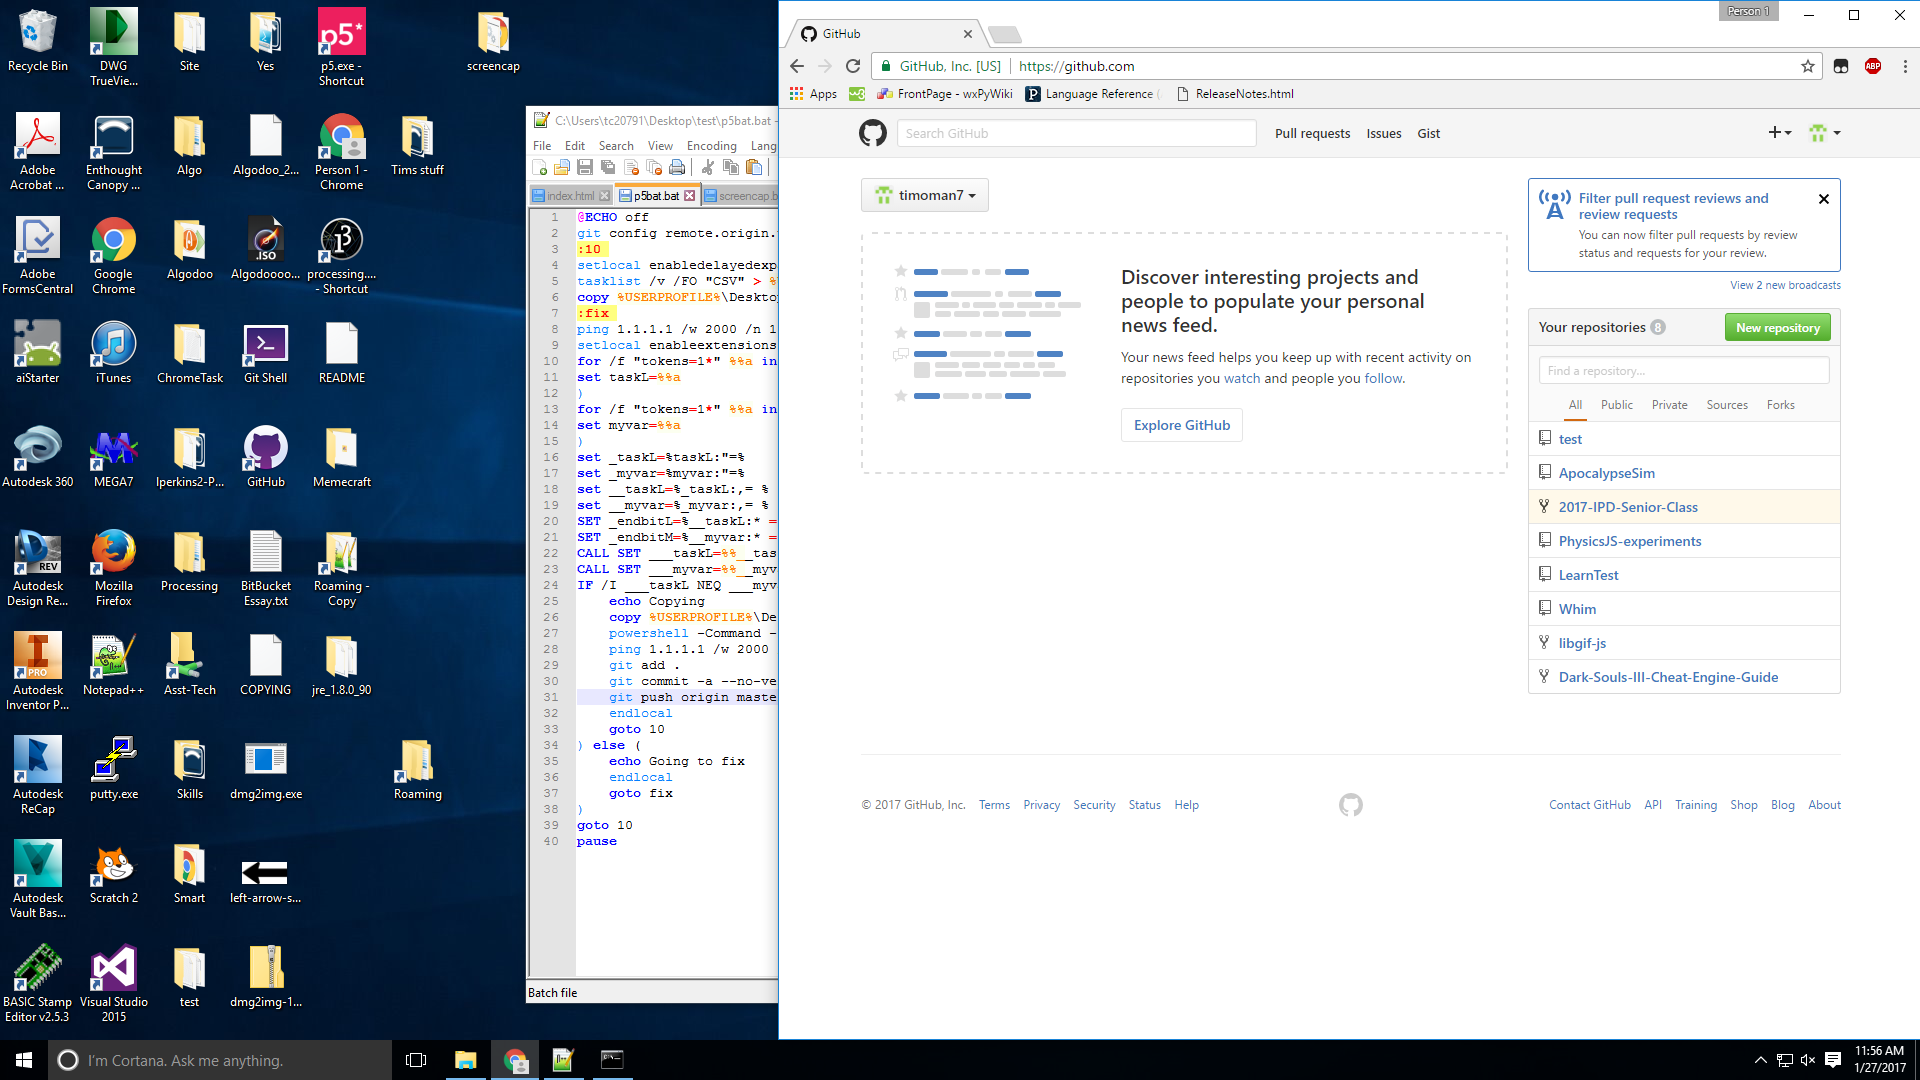 Recycle Bin
DWG
TrueVie...
Site
Yes
p5.exe -
Shortcut
screencap
Adobe
Acrobat ...
Enthought
Canopy ...
Algo
Algodoo_2...
Person 1 -
Chrome
Tims stuff
Adobe
FormsCentral
Google
Chrome
Algodoo
.ISO
Algodoooo...
processing....
- Shortcut
aiStarter
iTunes
ChromeTask
Git Shell
README
Autodesk 360
MEGA7
lperkins2-P...
GitHub
Memecraft
REV
Autodesk
Design Re...
Mozilla
Firefox
Processing
BitBucket
Essay.txt
Roaming -
Copy
PRO
Autodesk
Inventor P...
Notepad++
Asst-Tech
COPYING
jre_1.8.0_90
Autodesk
ReCap
putty.exe
Skills
dmg2img.exe
Roaming
Autodesk
Vault Bas...
Scratch 2
Smart
left-arrow-s...
BASIC Stamp
Editor v2.5.3
Visual Studio
2015
test
dmg2img-1...
C:\Users\tc20791\Desktop\test\p5bat.bat -
File Edit Search View Encoding Lang
index.html p5bat.bat screencap.b
1 @ECHO off
2 git config remote.origin.
3 :10
4 setlocal enabledelayedexp
5 tasklist /v /FO "CSV" > %
6 copy %USERPROFILE%\Deskto
7 :fix
8 ping 1.1.1.1 /w 2000 /n 1
9 setlocal enableextensions
10 for /f "tokens=1*" %%a in
11 set taskL=%%a
12 )
13 for /f "tokens=1*" %%a in
14 set myvar=%%a
15 )
16 set _taskL=%taskL:"=%
17 set _myvar=%myvar:"=%
18 set __taskL=%_taskL:,= %
19 set __myvar=%_myvar:,= %
20 SET _endbitL=%__taskL:* =
21 SET _endbitM=%__myvar:* =
22 CALL SET ___taskL=%%__tas
23 CALL SET ___myvar=%%__myv
24 IF /I ___taskL NEQ ___myv
25 echo Copying
26 copy %USERPROFILE%\De
27 powershell -Command -
28 ping 1.1.1.1 /w 2000
29 git add .
30 git commit -a --no-ve
31 git push origin maste
32 endlocal
33 goto 10
34 ) else (
35 echo Going to fix
36 endlocal
37 goto fix
38 )
39 goto 10
40 pause
Batch file
Person 1
GitHub
GitHub, Inc. [US] https://github.com
ABP
Apps FrontPage - wxPyWiki Language Reference ReleaseNotes.html
Search GitHub
Pull requests Issues Gist
timoman7
Discover interesting projects and
people to populate your personal
news feed.
Your news feed helps you keep up with recent activity on
repositories you watch and people you follow.
Explore GitHub
Filter pull request reviews and
review requests
You can now filter pull requests by review
status and requests for your review.
View 2 new broadcasts
Your repositories 8
New repository
Find a repository...
All Public Private Sources Forks
test
ApocalypseSim
2017-IPD-Senior-Class
PhysicsJS-experiments
LearnTest
Whim
libgif-js
Dark-Souls-III-Cheat-Engine-Guide
© 2017 GitHub, Inc. Terms Privacy Security Status Help
Contact GitHub API Training Shop Blog About
I'm Cortana. Ask me anything.
11:56 AM
1/27/2017